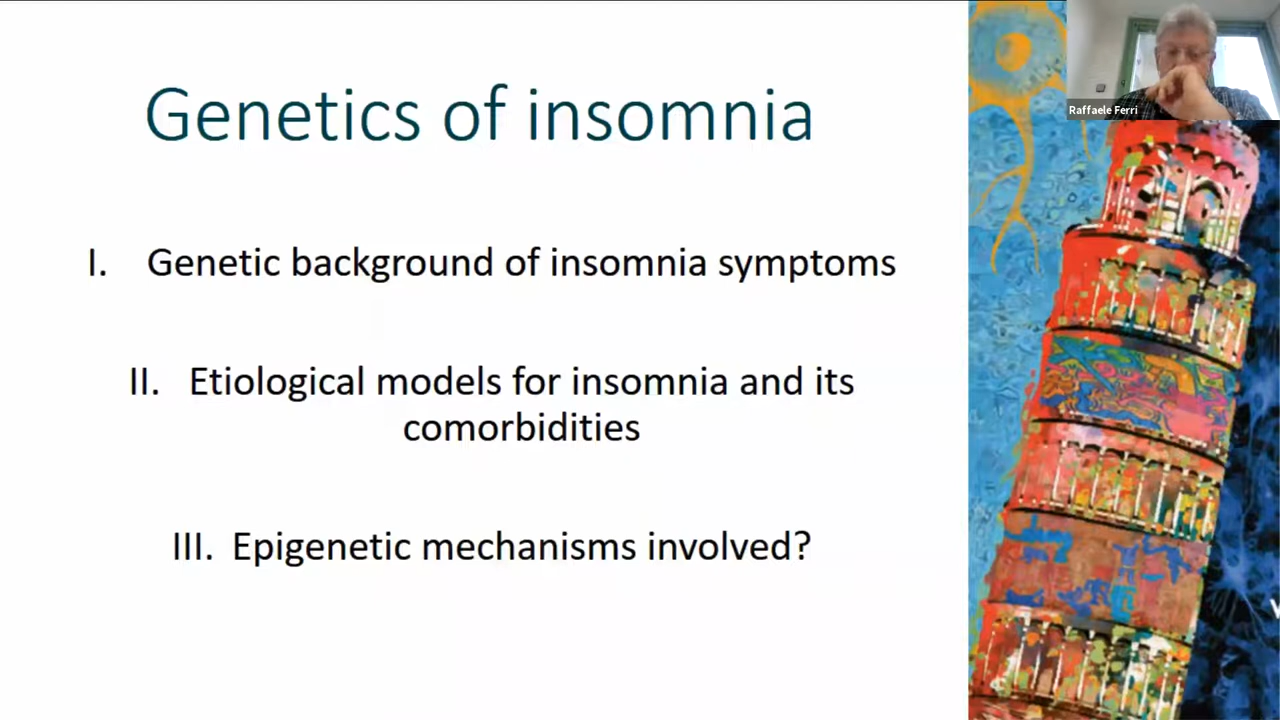 Genetics of insomnia
Raffaele Ferri
I. Genetic background of insomnia symptoms
II. Etiological models for insomnia and its
comorbidities
III. Epigenetic mechanisms involved?